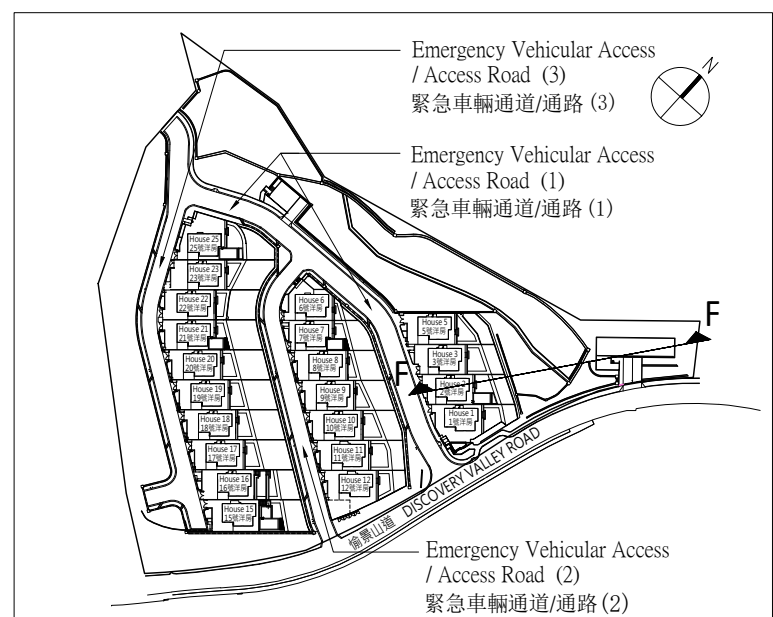 Emergency Vehicular Access
/ Access Road (3)
緊急車輛通道/通路 (3)
N
Emergency Vehicular Access
/ Access Road (1)
緊急車輛通道/通路 (1)
House 25
25號洋房
House 23
23號洋房
House 22
22號洋房
House 21
21號洋房
House 20
20號洋房
House 19
19號洋房
House 18
18號洋房
House 17
17號洋房
House 16
16號洋房
House 15
15號洋房
House 6
6號洋房
House 7
7號洋房
House 8
8號洋房
House 9
9號洋房
House 10
10號洋房
House 11
11號洋房
House 12
12號洋房
House 5
5號洋房
House 3
3號洋房
House 2
2號洋房
House 1
1號洋房
F
F
愉景山道 DISCOVERY VALLEY ROAD
Emergency Vehicular Access
/ Access Road (2)
緊急車輛通道/通路 (2)